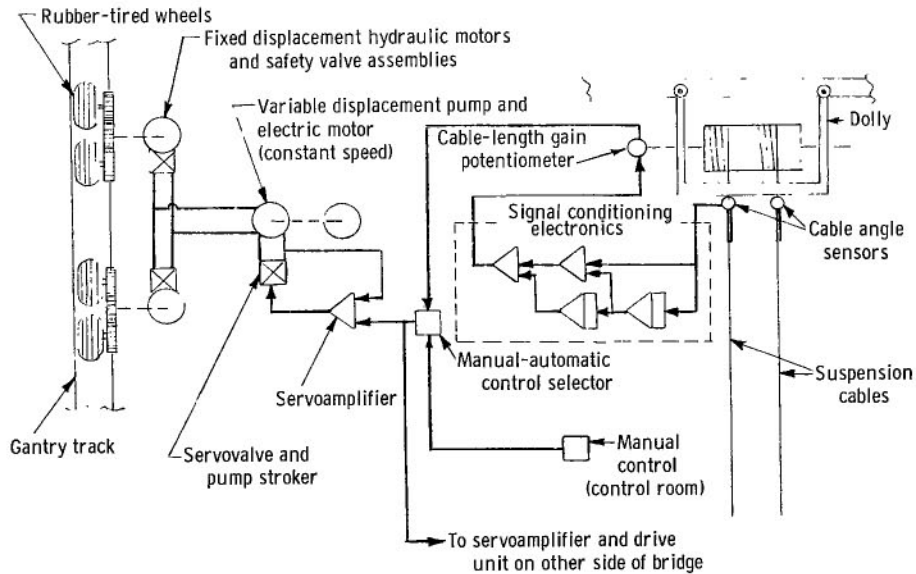 Rubber-tired wheels
Fixed displacement hydraulic motors
and safety valve assemblies
Variable displacement pump and
electric motor
(constant speed)
Cable-length gain
potentiometer
Dolly
Signal conditioning
electronics
Cable angle
sensors
Manual-automatic
control selector
Suspension
cables
Servoamplifier
Gantry track
Servovalve and
pump stroker
Manual
control
(control room)
To servoamplifier and drive
unit on other side of bridge